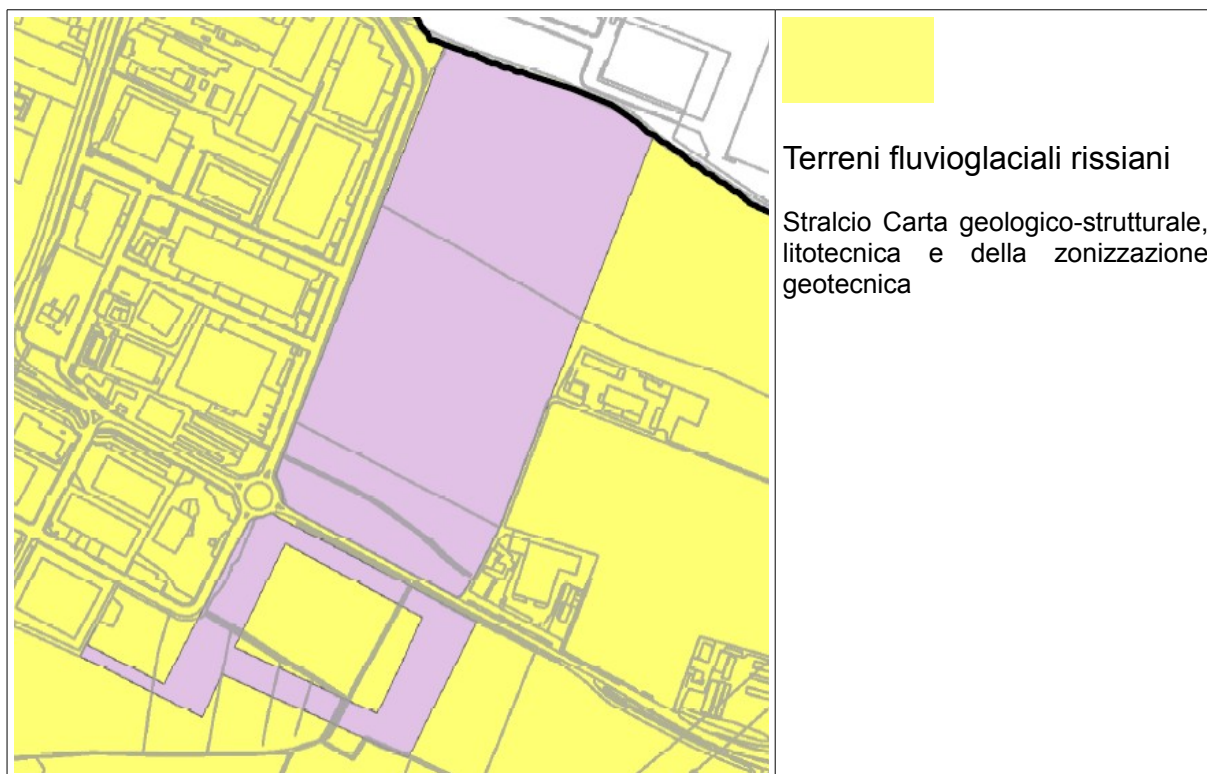 Terreni fluvioglaciali rissiani
Stralcio Carta geologico-strutturale,
litotecnica e della zonizzazione
geotecnica